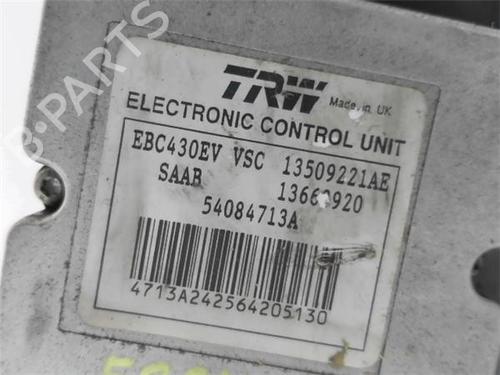 TRW Made in UK
ELECTRONIC CONTROL UNIT
EBC430EV VSC 13509221AE
SAAB
54084713A
4713A242564205130
B-PARTS